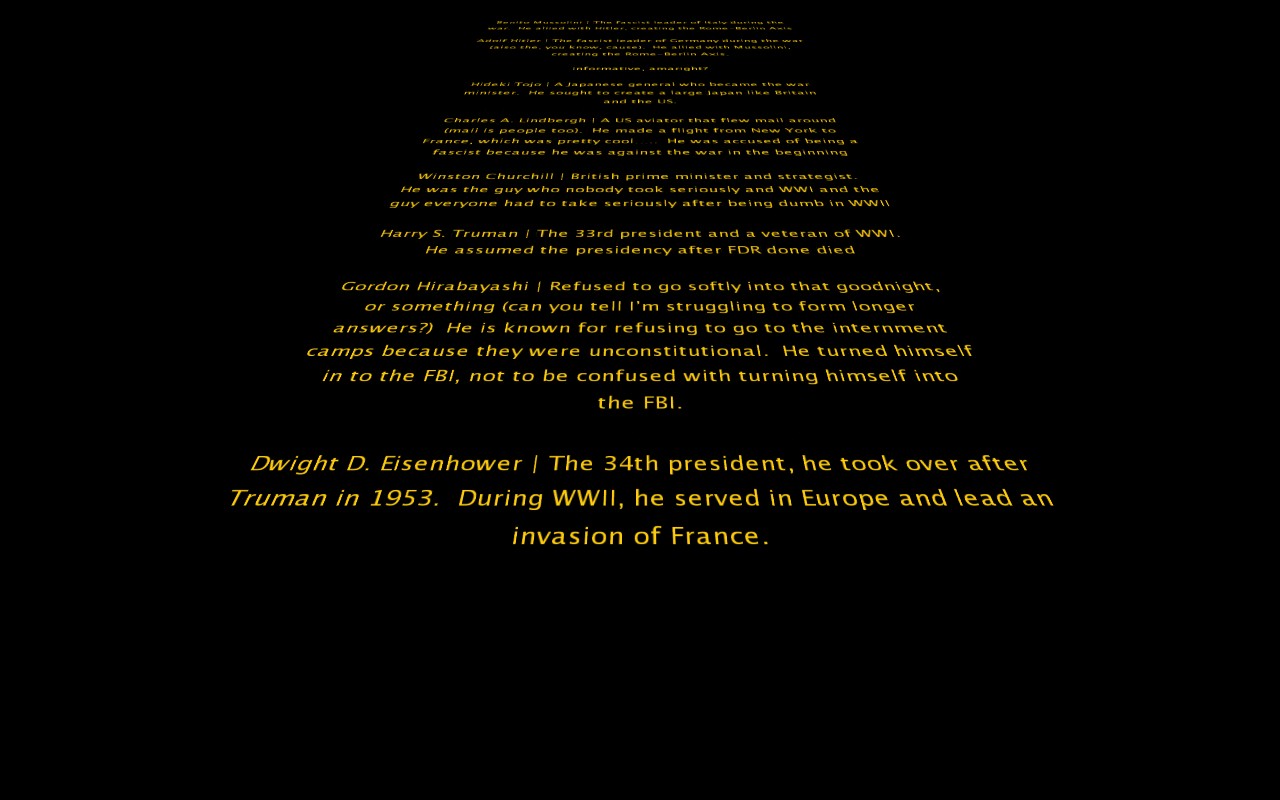 Benito Mussolini | The fascist leader of Italy during the
war. He allied with Hitler, creating the Rome-Berlin Axis
Adolf Hitler | The fascist leader of Germany during the war
(also the, you know, cause). He allied with Mussolini,
creating the Rome-Berlin Axis.
informative, amaright?
Hideki Tojo | A Japanese general who became the war
minister. He sought to create a large Japan like Britain
and the US.
Charles A. Lindbergh | A US aviator that flew mail around
(mail is people too). He made a flight from New York to
France, which was pretty cool . . . He was accused of being a
fascist because he was against the war in the beginning
Winston Churchill | British prime minister and strategist.
He was the guy who nobody took seriously and WWI and the
guy everyone had to take seriously after being dumb in WWII
Harry S. Truman | The 33rd president and a veteran of WWI.
He assumed the presidency after FDR done died
Gordon Hirabayashi | Refused to go softly into that goodnight,
or something (can you tell I'm struggling to form longer
answers?) He is known for refusing to go to the internment
camps because they were unconstitutional. He turned himself
in to the FBI, not to be confused with turning himself into
the FBI.
Dwight D. Eisenhower | The 34th president, he took over after
Truman in 1953. During WWII, he served in Europe and lead an
invasion of France.